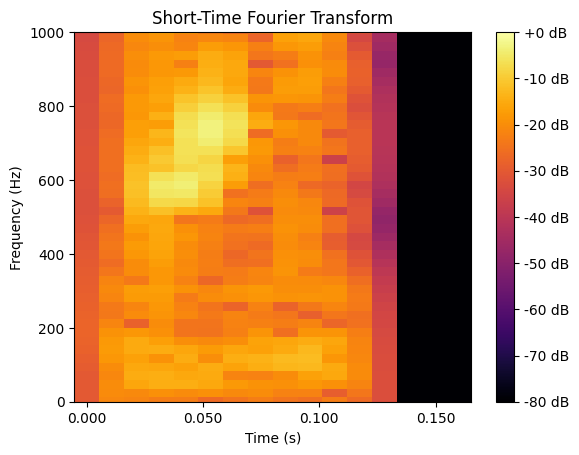 Short-Time Fourier Transform
1000
800
600
400
200
0
Frequency (Hz)
0.000
0.050
0.100
0.150
Time (s)
+0 dB
-10 dB
-20 dB
-30 dB
-40 dB
-50 dB
-60 dB
-70 dB
-80 dB